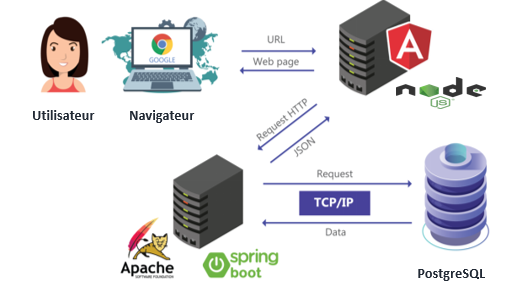 GOOGLE
URL
Web page
node
JS
Utilisateur
Navigateur
Request HTTP
JSON
Request
TCP/IP
Data
Apache
SOFTWARE FOUNDATION
spring
boot
PostgreSQL